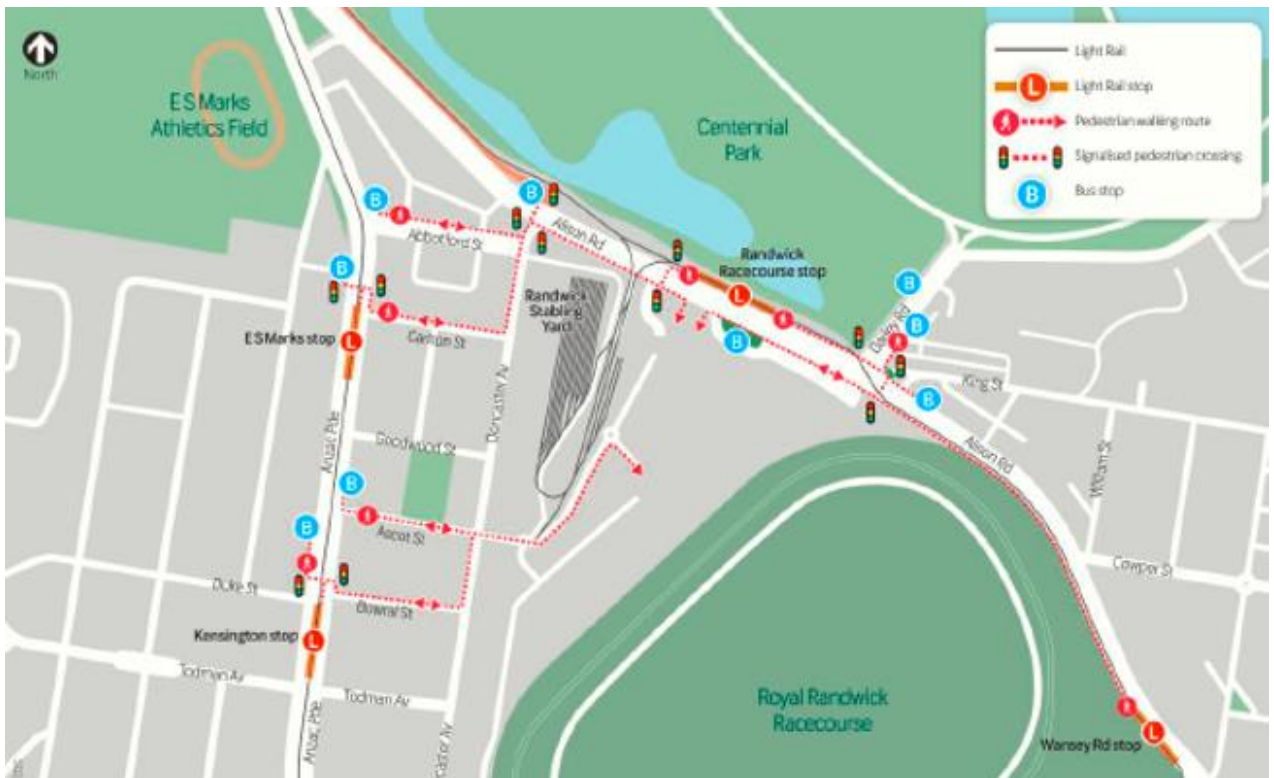 North
E S Marks
Athletics Field
Centennial
Park
Light Rail
L
Light Rail stop
Pedestrian walking route
Signalised pedestrian crossing
B
Bus stop
B
B
Abbotford St
Alison Rd
Randwick
Racecourse stop
L
B
Darley Rd
B
B
Randwick
Stabling
Yard
B
E S Marks stop
L
Carlton St
King St
B
Doncaster Av
Anzac Pde
Goodwood St
Alison Rd
William St
B
B
Ascot St
Cowper St
Duke St
Bowral St
Kensington stop
L
Todman Av
Todman Av
Anzac Pde
caster Av
Royal Randwick
Racecourse
Wansey Rd stop
L